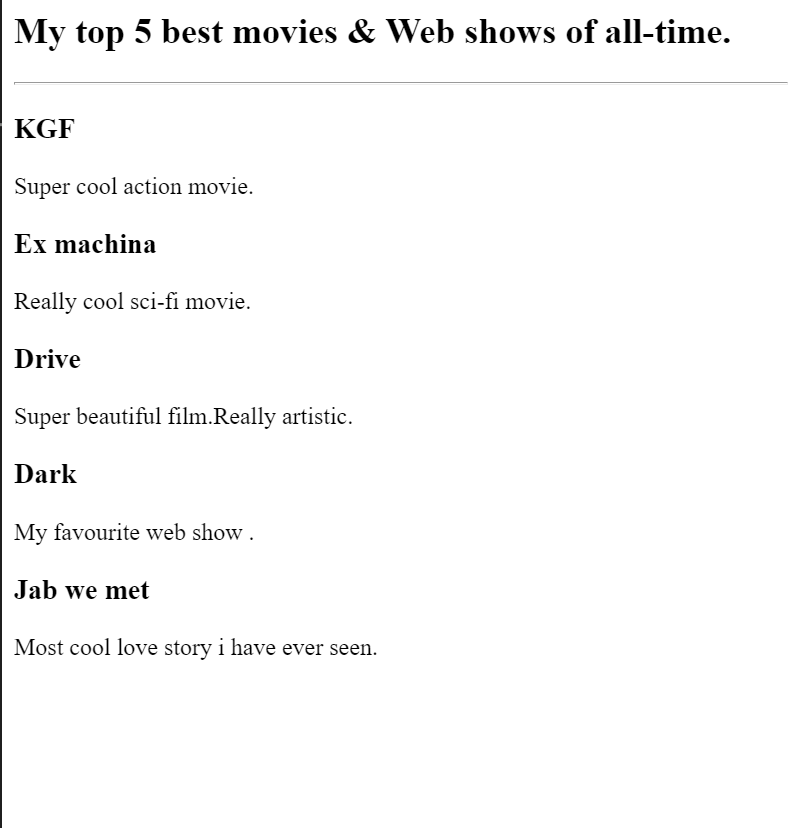 My top 5 best movies & Web shows of all-time.
KGF
Super cool action movie.
Ex machina
Really cool sci-fi movie.
Drive
Super beautiful film.Really artistic.
Dark
My favourite web show .
Jab we met
Most cool love story i have ever seen.